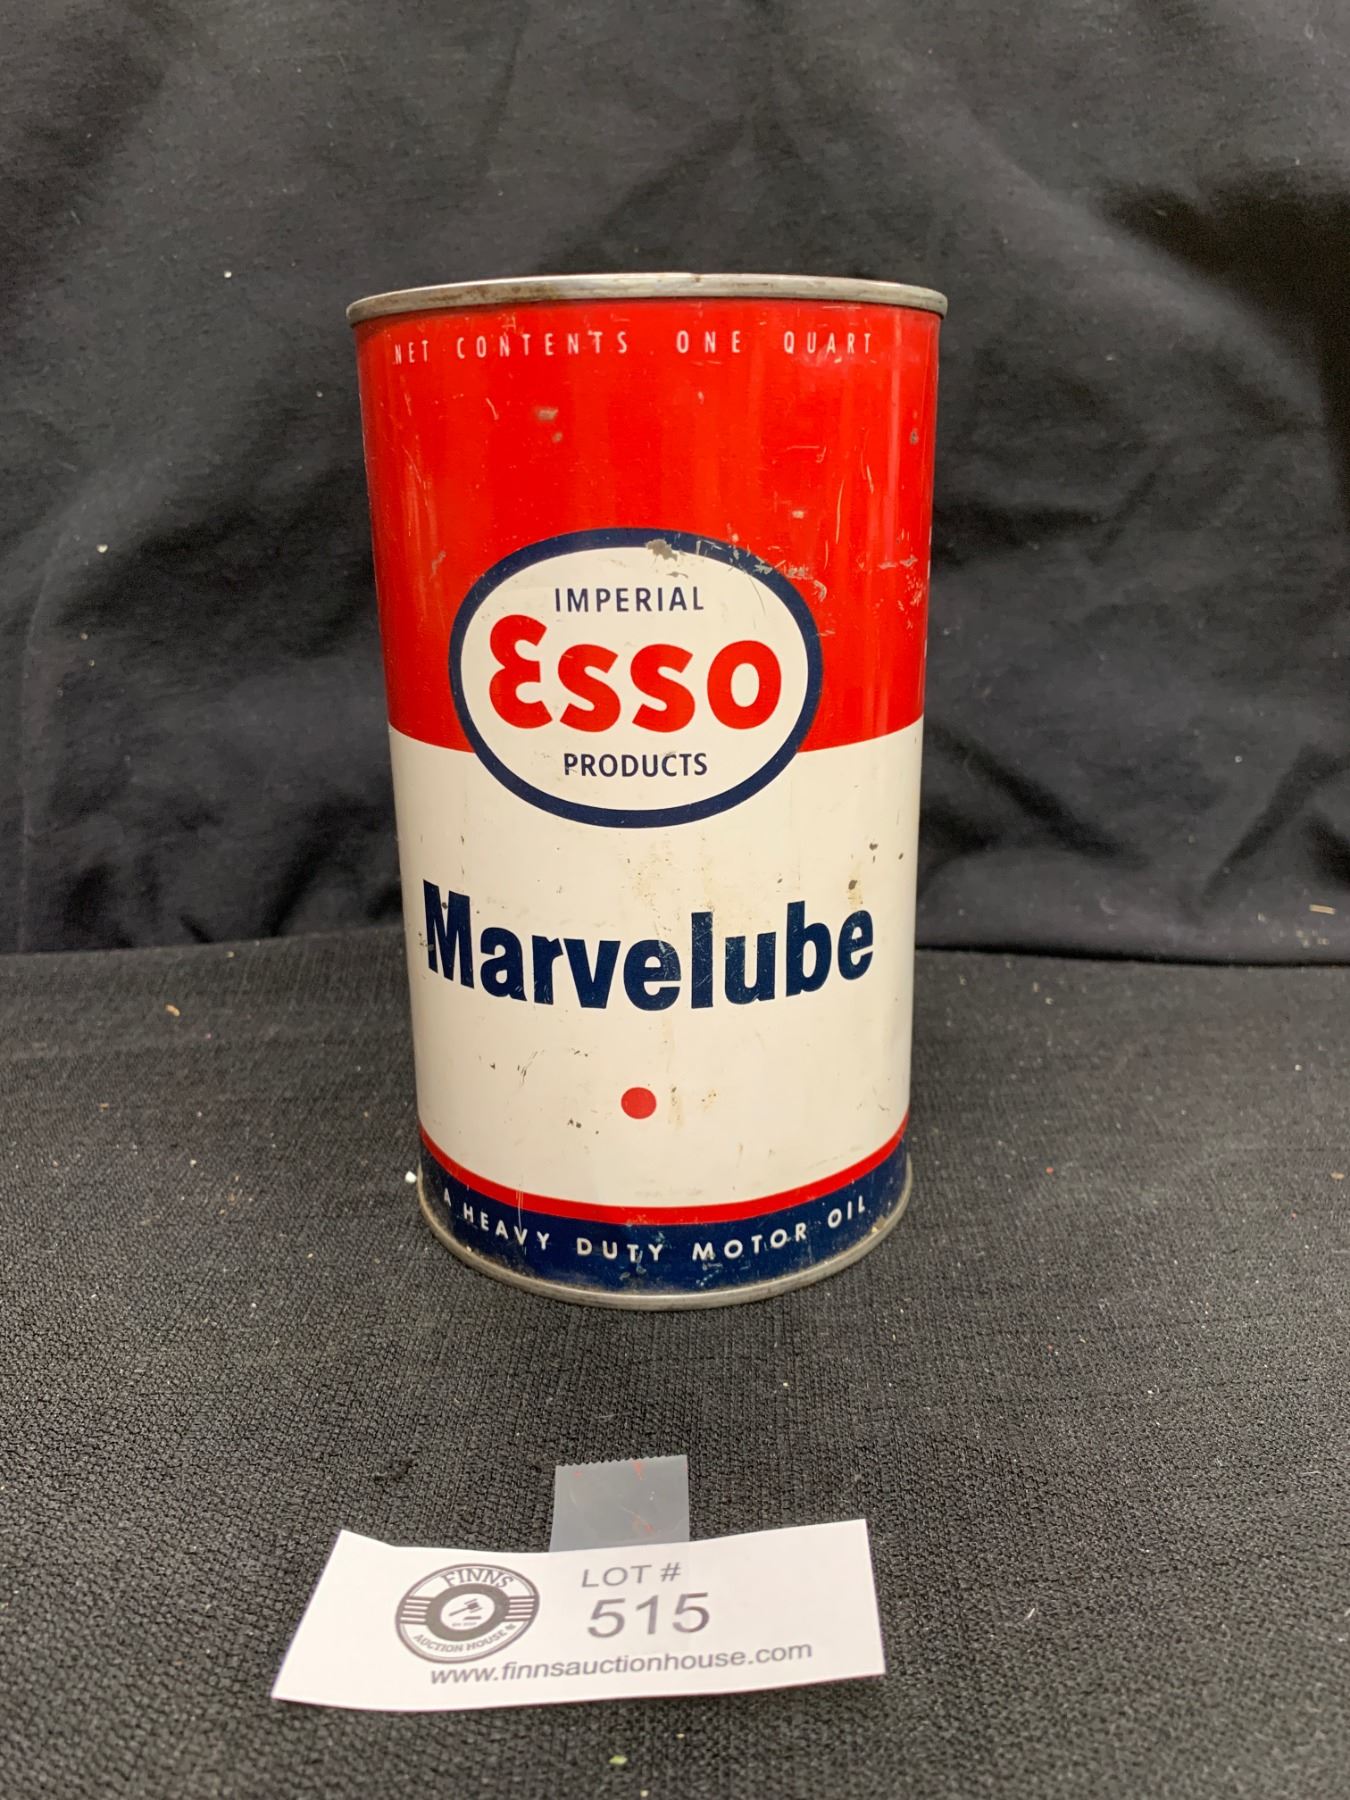 NET CONTENTS ONE QUART
IMPERIAL
Esso
PRODUCTS
Marvelube
A HEAVY DUTY MOTOR OIL
FINNS
AUCTION HOUSE
LOT #
515
www.finnsauctionhouse.com